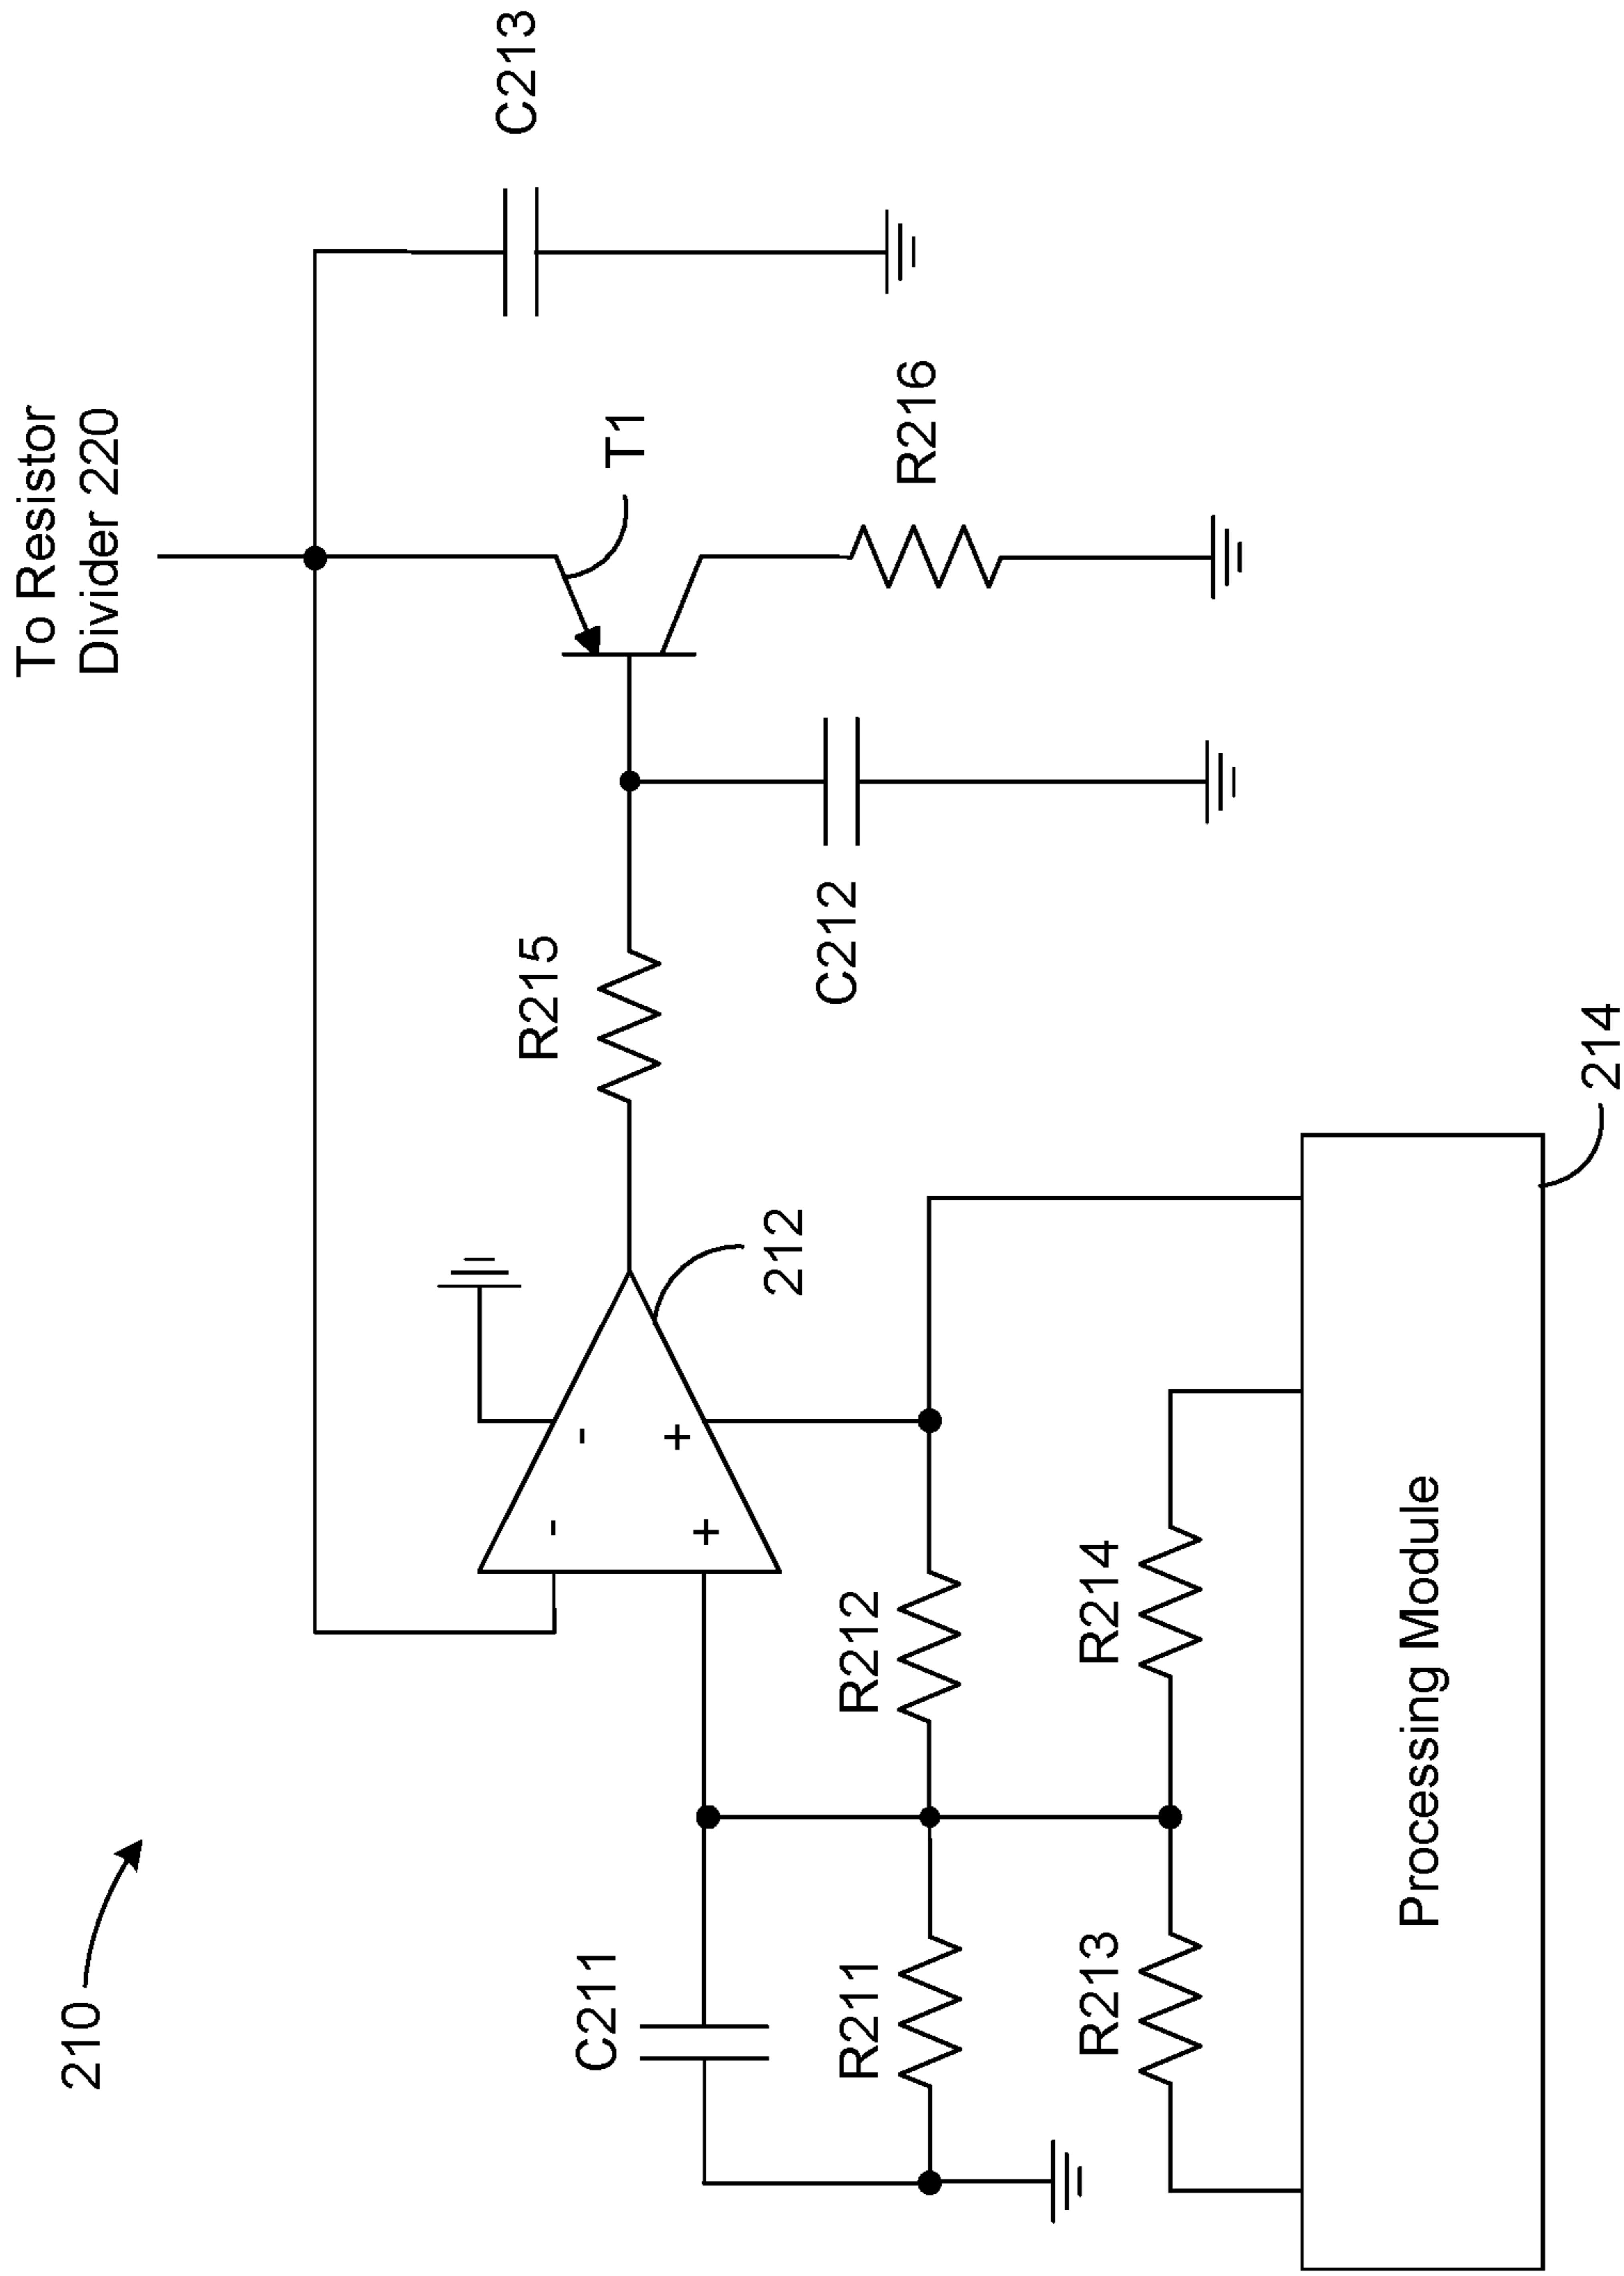 210
To Resistor
Divider 220
C213
T1
R216
R215
C212
-
-
+
+
212
C211
R211
R212
R213
R214
Processing Module
214